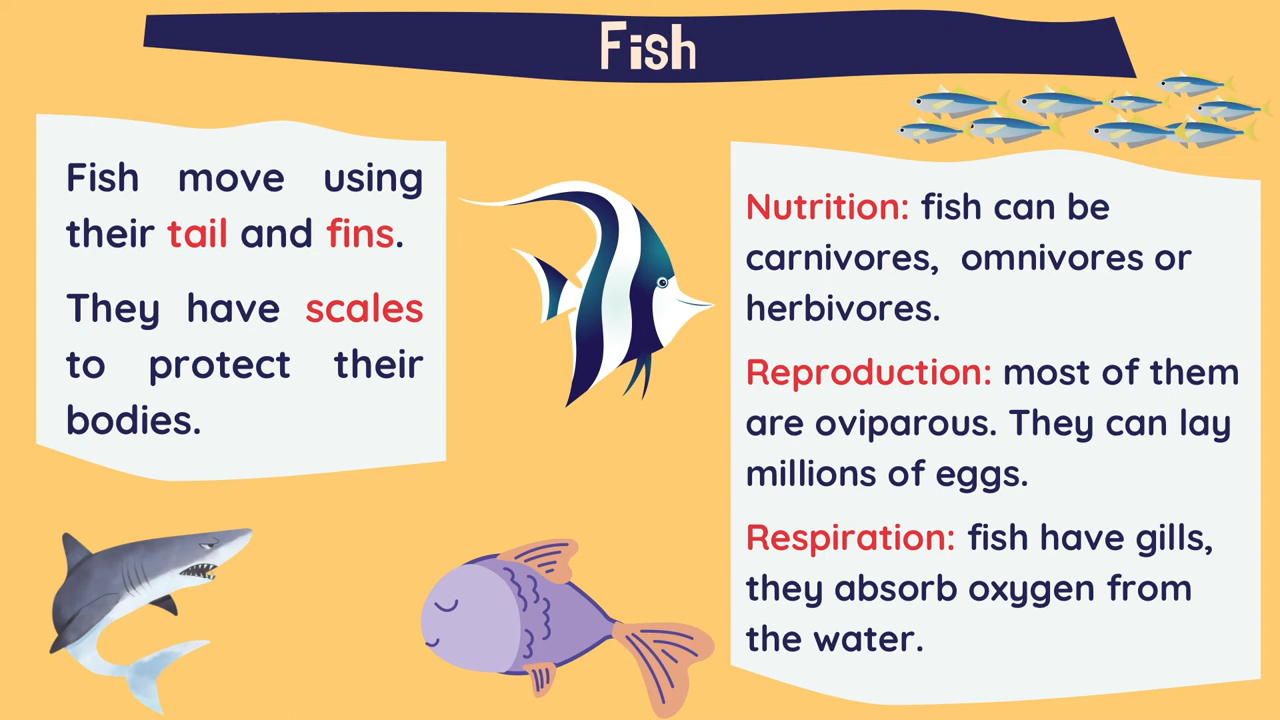 Fish
Fish move using
their tail and fins.
They have scales
to protect their
bodies.
Nutrition: fish can be
carnivores, omnivores or
herbivores.
Reproduction: most of them
are oviparous. They can lay
millions of eggs.
Respiration: fish have gills,
they absorb oxygen from
the water.